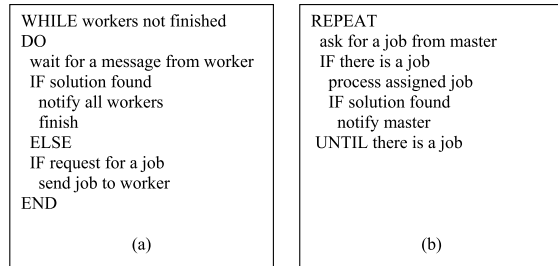 WHILE workers not finished
DO
wait for a message from worker
IF solution found
notify all workers
finish
ELSE
IF request for a job
send job to worker
END
(a)
REPEAT
ask for a job from master
IF there is a job
process assigned job
IF solution found
notify master
UNTIL there is a job
(b)